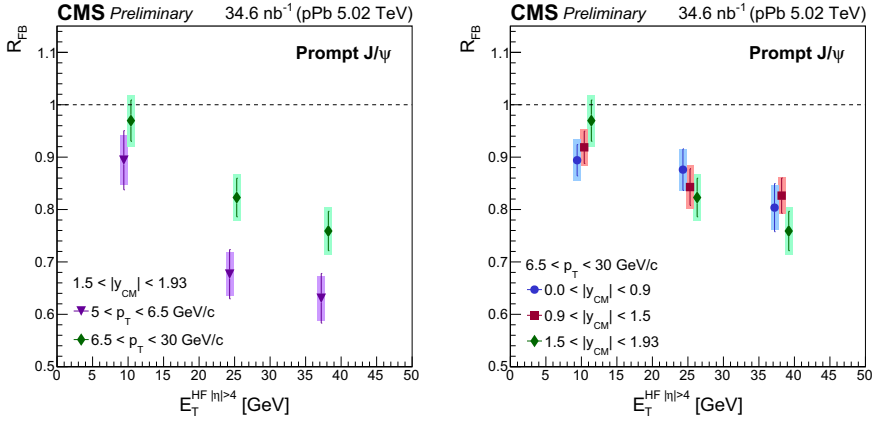 CMS Preliminary 34.6 nb⁻¹ (pPb 5.02 TeV)
R_FB
Prompt J/ψ
1.1
1
0.9
0.8
0.7
0.6
0.5
1.5 < |y_CM| < 1.93
5 < p_T < 6.5 GeV/c
6.5 < p_T < 30 GeV/c
0 5 10 15 20 25 30 35 40 45 50
E_T^HF |η|>4 [GeV]
CMS Preliminary 34.6 nb⁻¹ (pPb 5.02 TeV)
R_FB
Prompt J/ψ
1.1
1
0.9
0.8
0.7
0.6
0.5
6.5 < p_T < 30 GeV/c
0.0 < |y_CM| < 0.9
0.9 < |y_CM| < 1.5
1.5 < |y_CM| < 1.93
0 5 10 15 20 25 30 35 40 45 50
E_T^HF |η|>4 [GeV]